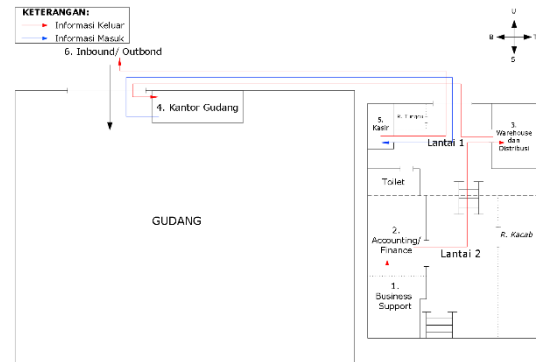 KETERANGAN:
Informasi Keluar
Informasi Masuk
6. Inbound/ Outbond
U
B
T
S
4. Kantor Gudang
5.
Kasir
3.
Warehouse
dan
Distribusi
Lantai 1
Toilet
GUDANG
2.
Accounting/
Finance
R. Kacab
Lantai 2
1.
Business
Support